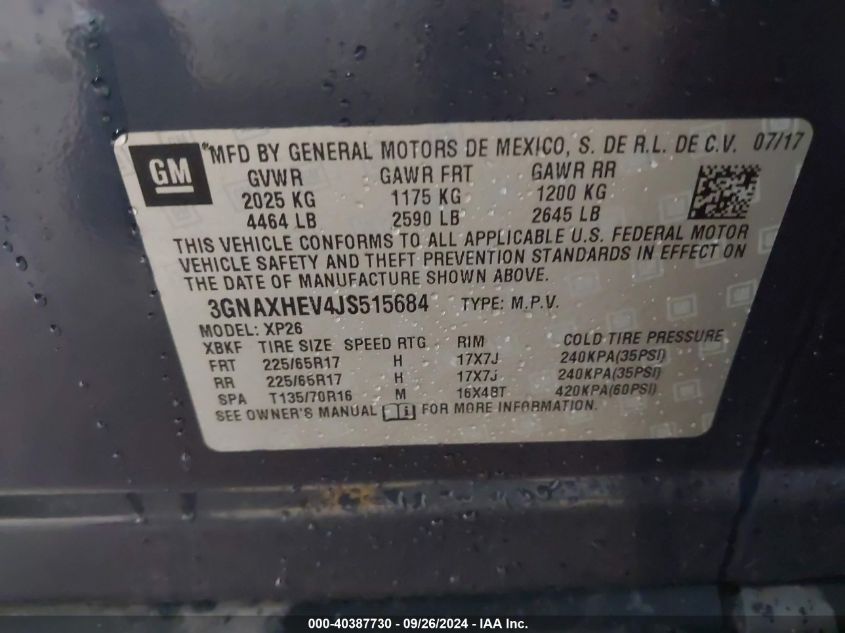 GM
*MFD BY GENERAL MOTORS DE MEXICO, S. DE R.L. DE C.V. 07/17
GVWR GAWR FRT GAWR RR
2025 KG 1175 KG 1200 KG
4464 LB 2590 LB 2645 LB
THIS VEHICLE CONFORMS TO ALL APPLICABLE U.S. FEDERAL MOTOR
VEHICLE SAFETY AND THEFT PREVENTION STANDARDS IN EFFECT ON
THE DATE OF MANUFACTURE SHOWN ABOVE.
3GNAXHEV4JS515684 TYPE: M.P.V.
MODEL: XP26
XBKF TIRE SIZE SPEED RTG RIM COLD TIRE PRESSURE
FRT 225/65R17 H 17X7J 240KPA(35PSI)
RR 225/65R17 H 17X7J 240KPA(35PSI)
SPA T135/70R16 M 16X4BT 420KPA(60PSI)
SEE OWNER'S MANUAL FOR MORE INFORMATION.
000-40387730 - 09/26/2024 - IAA Inc.